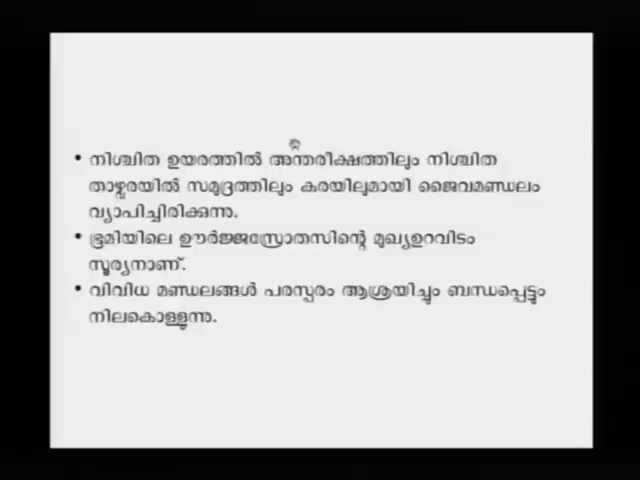 • നിശ്ചിത ഉയരത്തിൽ അന്തരീക്ഷത്തിലും നിശ്ചിത
താഴ്ചരയിൽ സമുദ്രത്തിലും കരയിലുമായി ജൈവമണ്ഡലം
വ്യാപിച്ചിരിക്കുന്നു.
• ഭൂമിയിലെ ഊർജ്ജസ്രോതസിന്റെ മുഖ്യഉറവിടം
സൂര്യനാണ്.
• വിവിധ മണ്ഡലങ്ങൾ പരസ്പരം ആശ്രയിച്ചും ബന്ധപ്പെട്ടും
നിലകൊള്ളുന്നു.